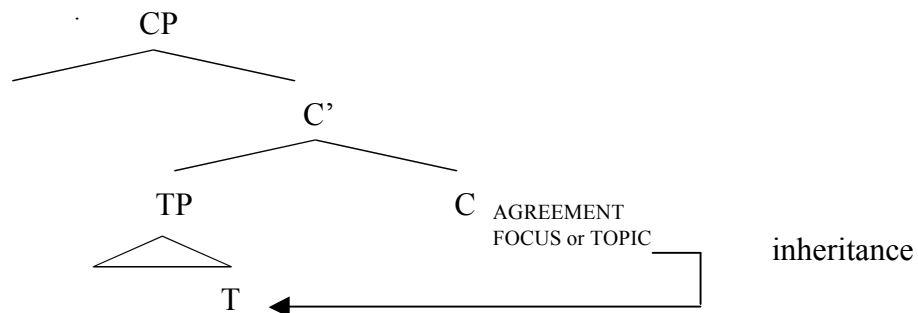 CP
C’
TP
C AGREEMENT
FOCUS or TOPIC
inheritance
T